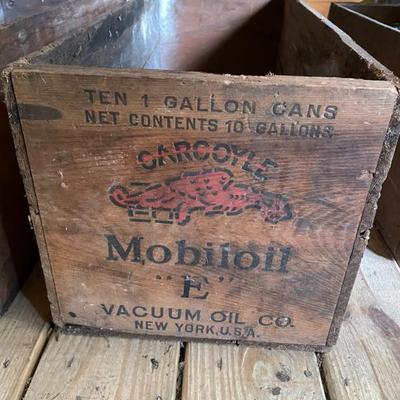 TEN 1 GALLON CANS
NET CONTENTS 10 GALLONS
GARGOYLE
Mobiloil
"E"
VACUUM OIL CO.
NEW YORK, U.S.A.